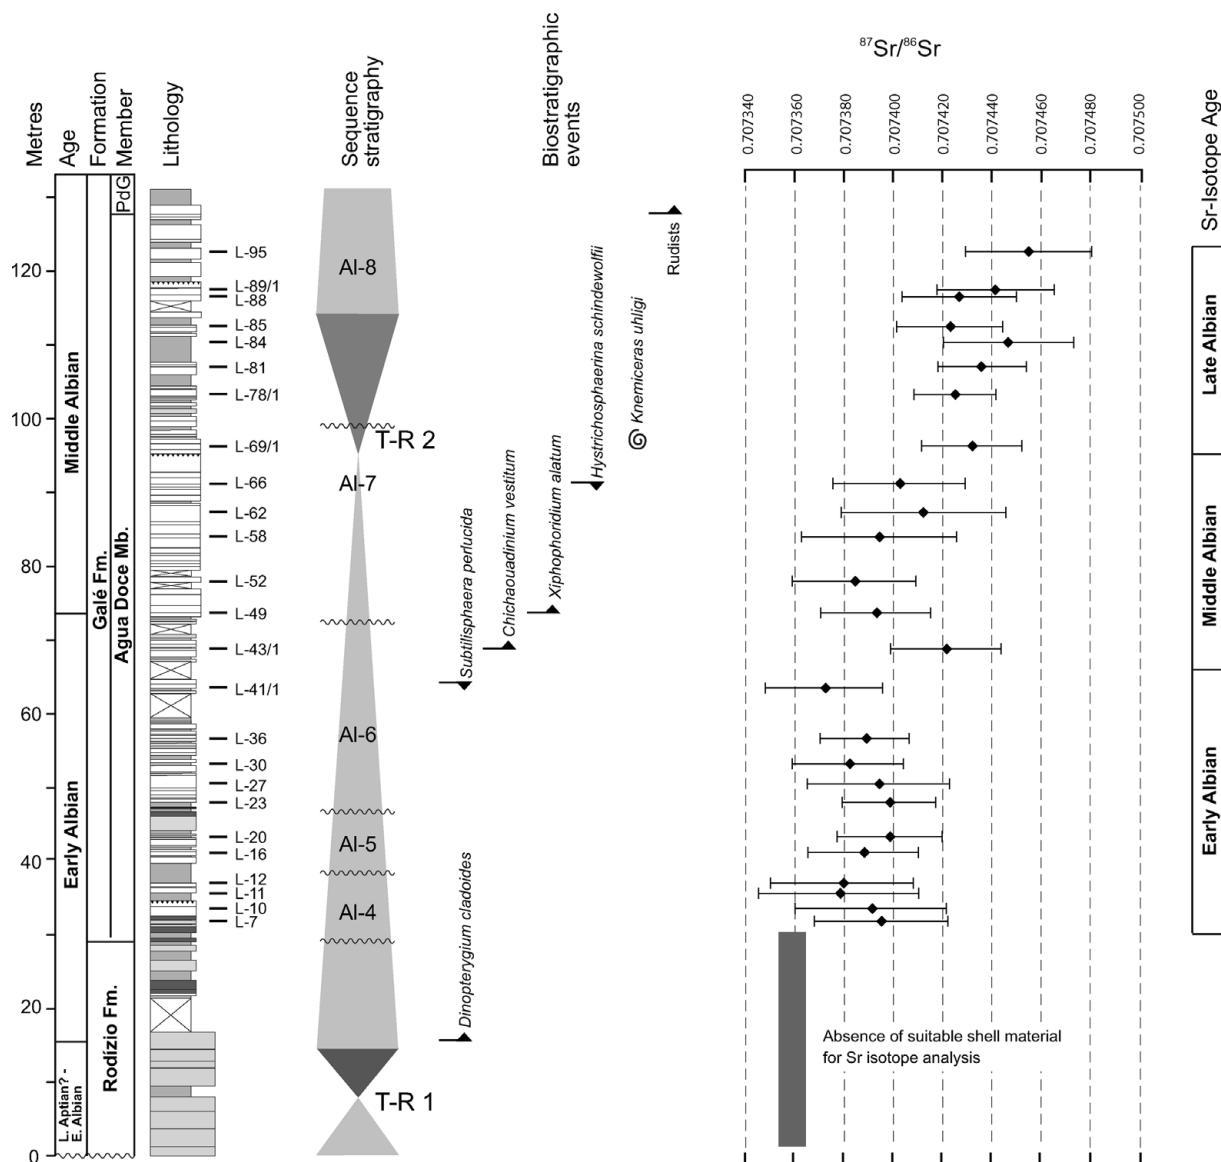 Metres
Age
Formation
Member
Lithology
Sequence
stratigraphy
Biostratigraphic
events
87Sr/86Sr
0.707340
0.707360
0.707380
0.707400
0.707420
0.707440
0.707460
0.707480
0.707500
Sr-Isotope Age
120
100
80
60
40
20
0
Middle Albian
Early Albian
L. Aptian? -
E. Albian
Galé Fm.
Rodízio Fm.
PdG
Agua Doce Mb.
L-95
L-89/1
L-88
L-85
L-84
L-81
L-78/1
L-69/1
L-66
L-62
L-58
L-52
L-49
L-43/1
L-41/1
L-36
L-30
L-27
L-23
L-20
L-16
L-12
L-11
L-10
L-7
Al-8
T-R 2
Al-7
Al-6
Al-5
Al-4
T-R 1
Dinopterygium cladoides
Subtilisphaera perlucida
Chichaouadinium vestitum
Xiphophoridium alatum
Hystrichosphaerina schindewolfii
Knemiceras uhligi
Rudists
Absence of suitable shell material
for Sr isotope analysis
Late Albian
Middle Albian
Early Albian